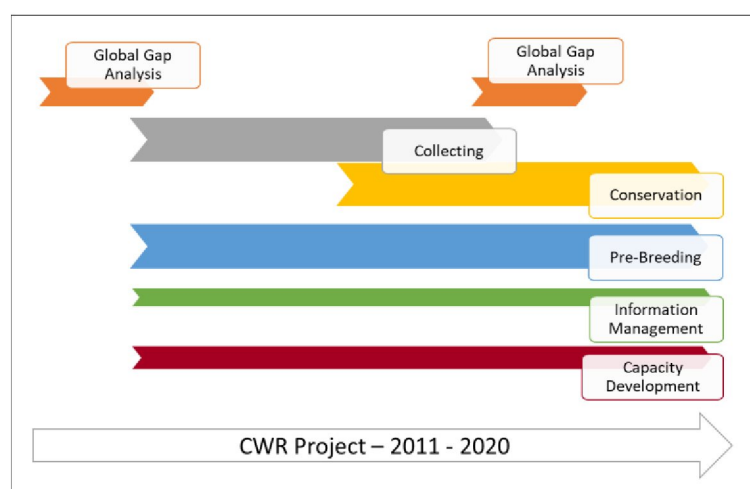 Global Gap
Analysis
Global Gap
Analysis
Collecting
Conservation
Pre-Breeding
Information
Management
Capacity
Development
CWR Project – 2011 - 2020